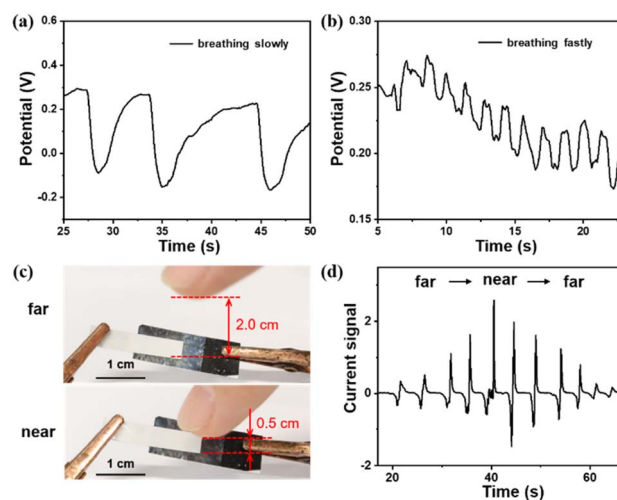 (a)
0.6
0.4
0.2
0.0
-0.2
Potential (V)
breathing slowly
25 30 35 40 45 50
Time (s)
(b)
0.30
0.25
0.20
0.15
Potential (V)
breathing fastly
5 10 15 20
Time (s)
(c)
far
2.0 cm
1 cm
near
0.5 cm
1 cm
(d)
far → near → far
2
0
-2
Current signal
20 40 60
Time (s)